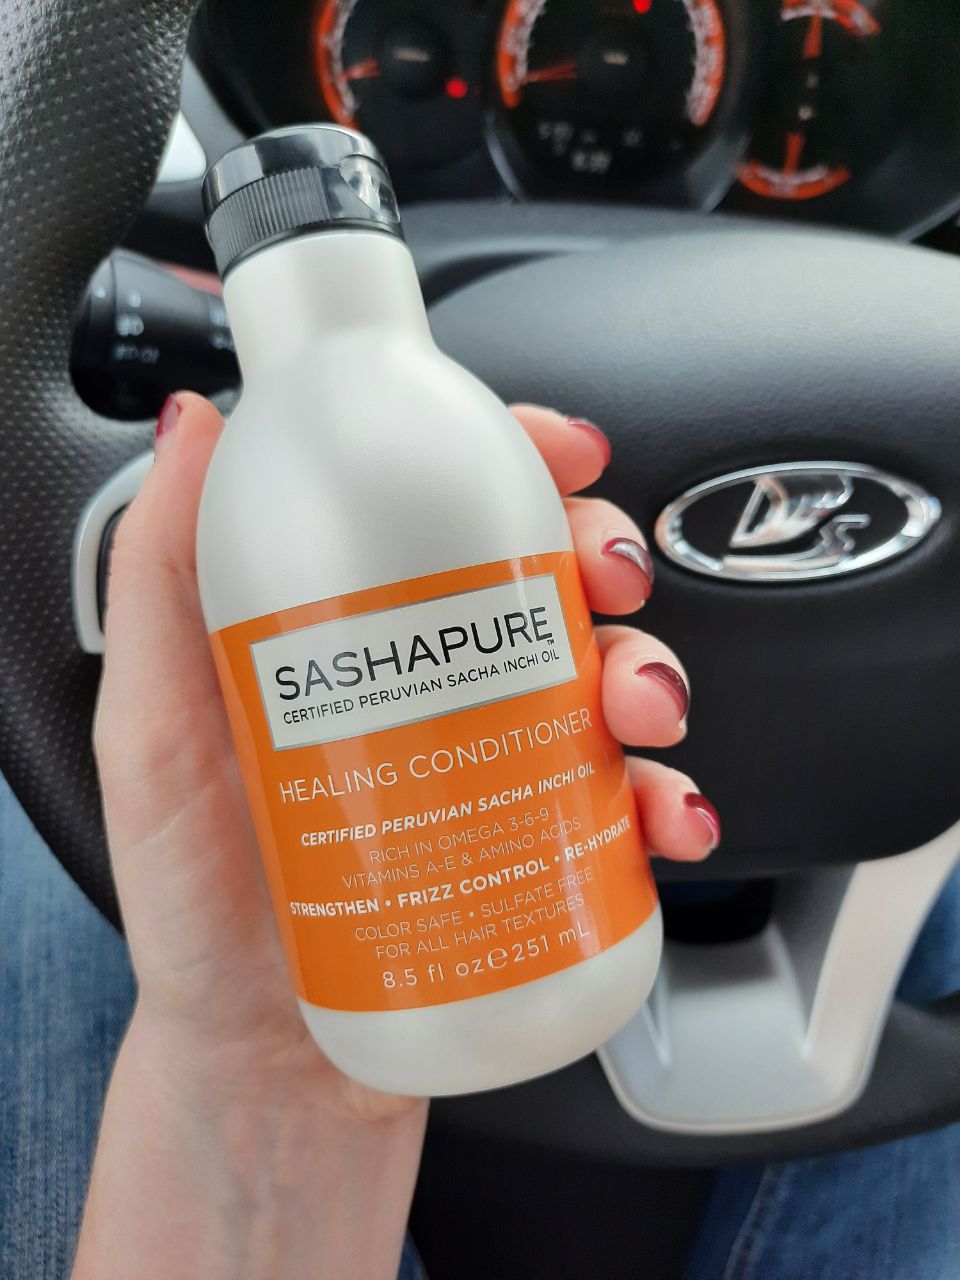 SASHAPURE™
CERTIFIED PERUVIAN SACHA INCHI OIL
HEALING CONDITIONER
CERTIFIED PERUVIAN SACHA INCHI OIL
RICH IN OMEGA 3-6-9
VITAMINS A-E & AMINO ACIDS
STRENGTHEN • FRIZZ CONTROL • RE-HYDRATE
COLOR SAFE • SULFATE FREE
FOR ALL HAIR TEXTURES
8.5 fl oz ℮ 251 mL